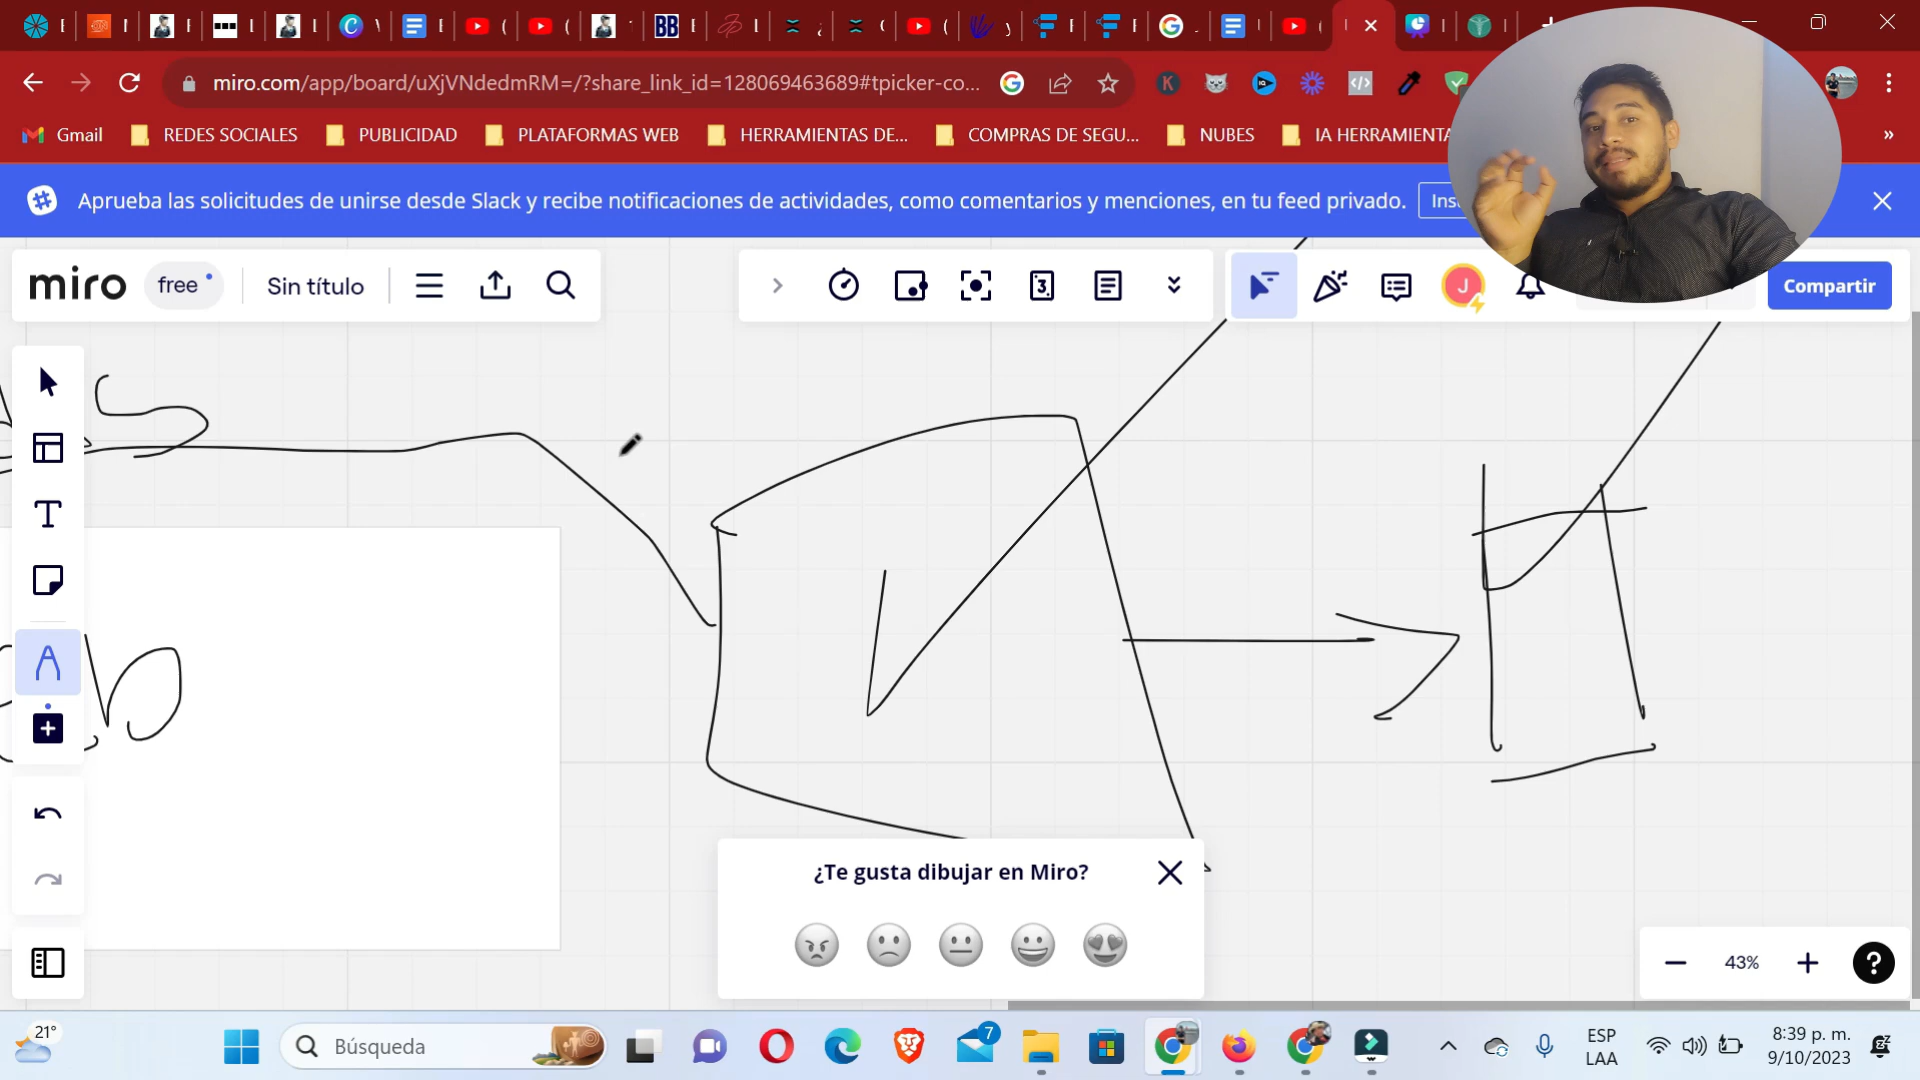 miro.com/app/board/uXjVNdedmRM=/?share_link_id=128069463689#tpicker-co...
Gmail
REDES SOCIALES
PUBLICIDAD
PLATAFORMAS WEB
HERRAMIENTAS DE...
COMPRAS DE SEGU...
NUBES
IA HERRAMIENTA
»
Aprueba las solicitudes de unirse desde Slack y recibe notificaciones de actividades, como comentarios y menciones, en tu feed privado.
miro
free
Sin título
3
J
Compartir
¿Te gusta dibujar en Miro?
43%
?
21°
Búsqueda
7
ESP
LAA
8:39 p. m.
9/10/2023